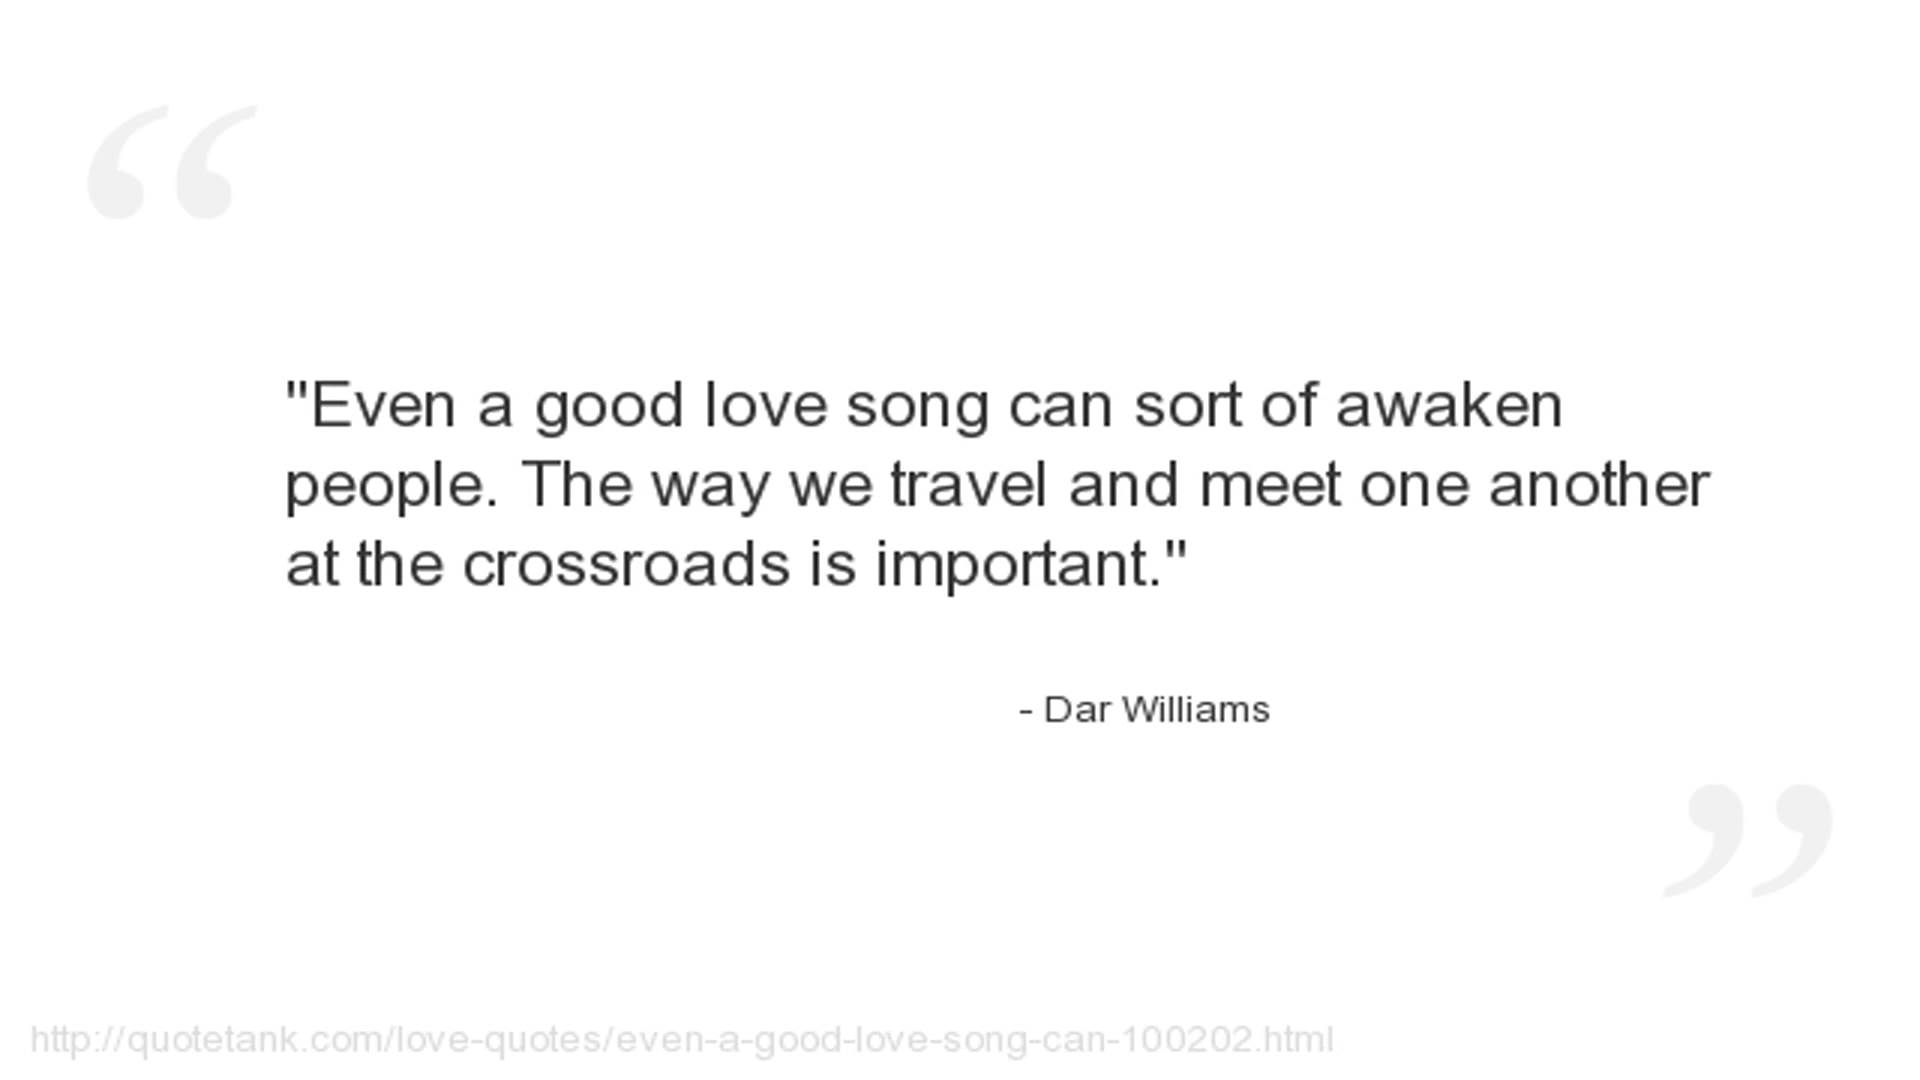 "Even a good love song can sort of awaken
people. The way we travel and meet one another
at the crossroads is important."
- Dar Williams
http://quotetank.com/love-quotes/even-a-good-love-song-can-100202.html